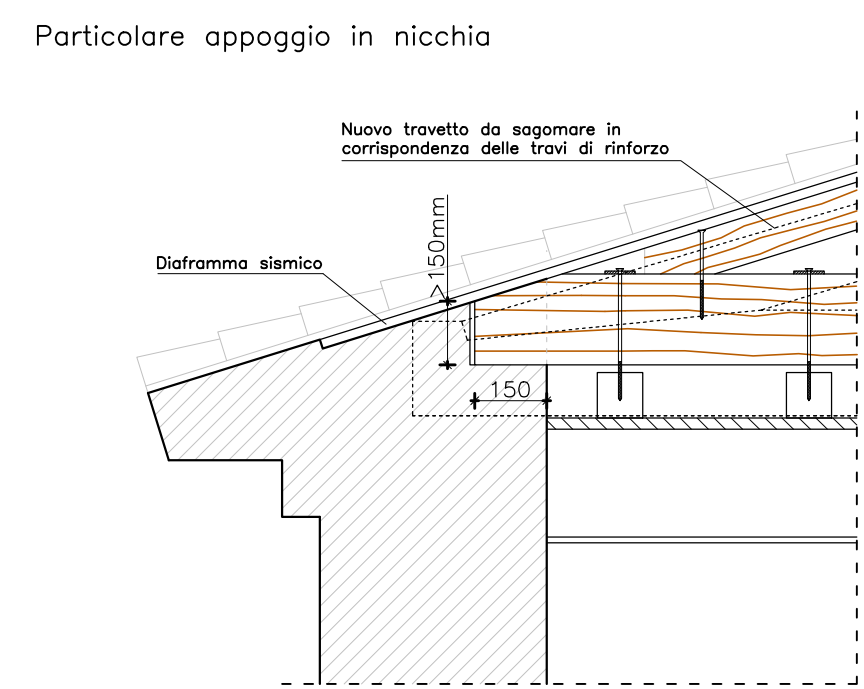 Particolare appoggio in nicchia
Nuovo travetto da sagomare in
corrispondenza delle travi di rinforzo
Diaframma sismico
>150mm
150